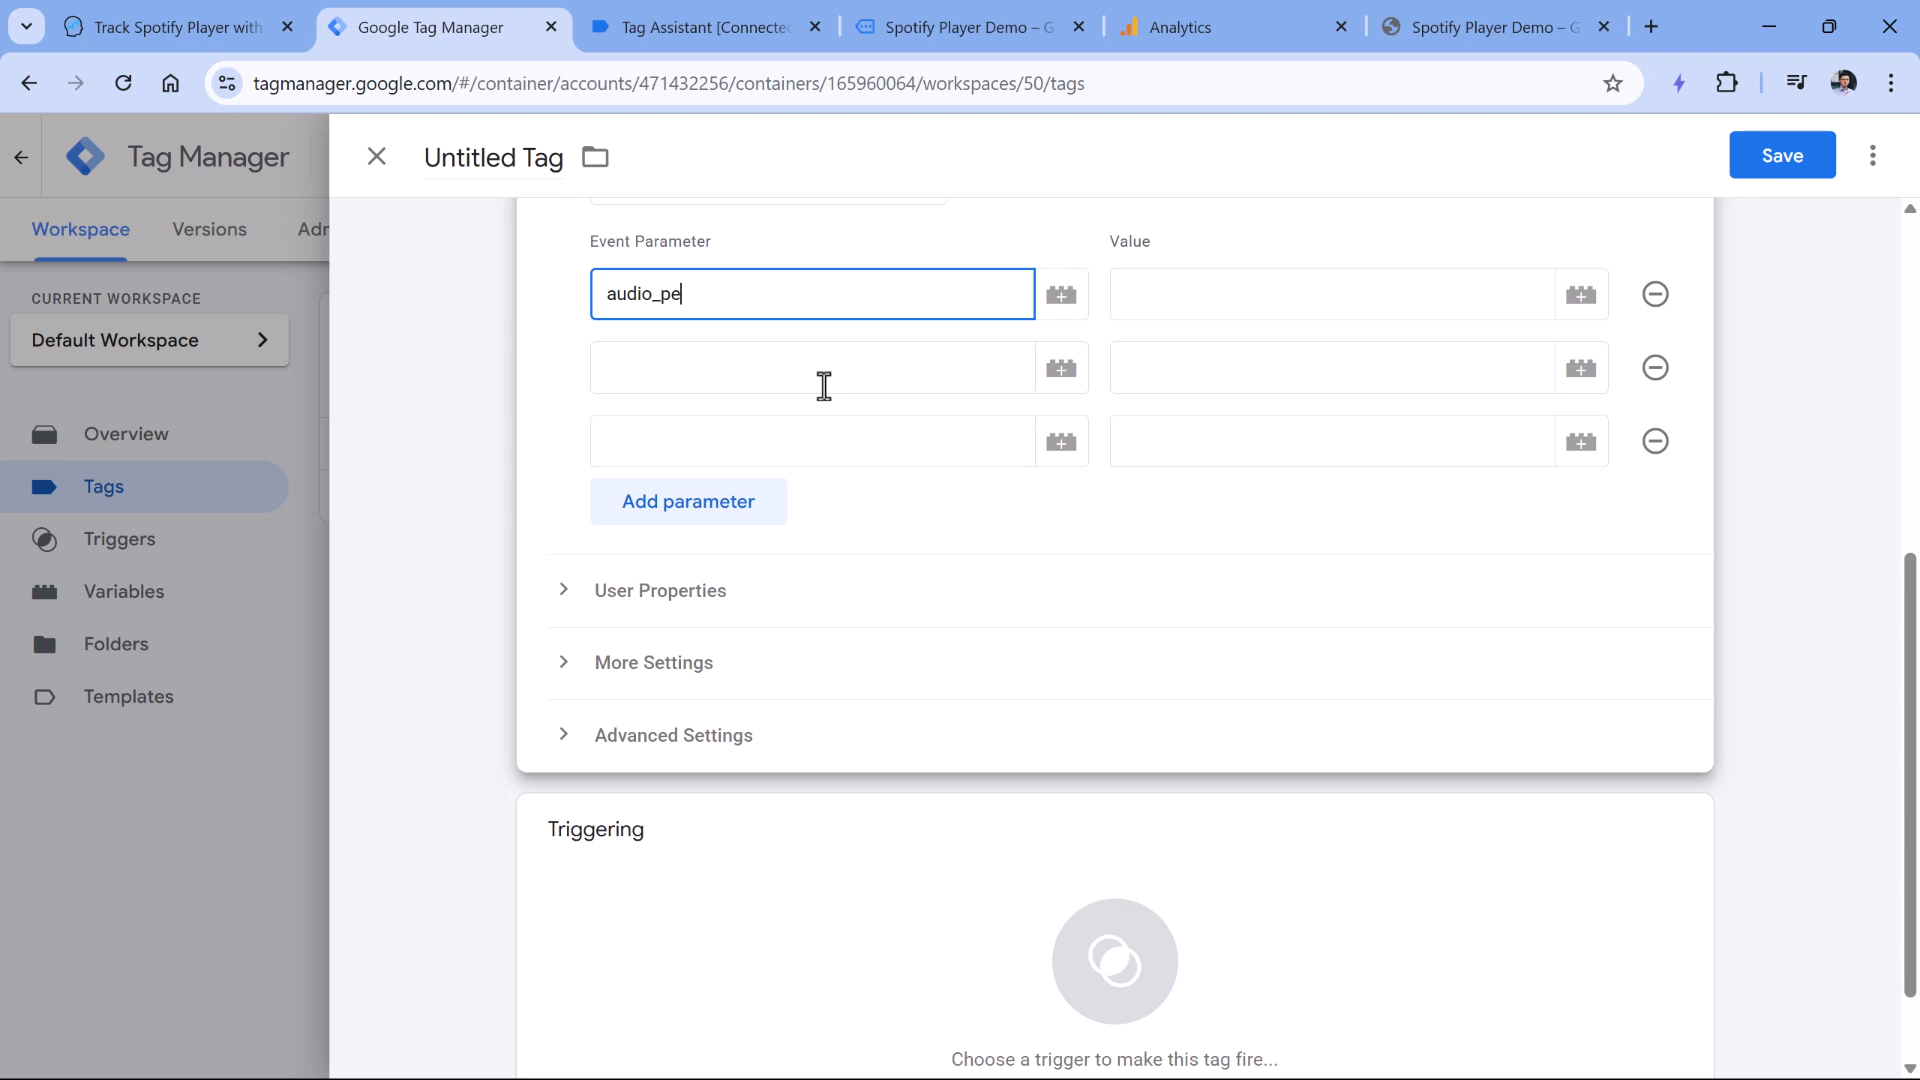 Track Spotify Player with
Google Tag Manager
Tag Assistant [Connected
Spotify Player Demo – G
Analytics
Spotify Player Demo – G
tagmanager.google.com/#/container/accounts/471432256/containers/165960064/workspaces/50/tags
Tag Manager
Untitled Tag
Save
Workspace
Versions
Adm
Event Parameter
Value
audio_pe
CURRENT WORKSPACE
Default Workspace
Overview
Tags
Triggers
Variables
Folders
Templates
Add parameter
User Properties
More Settings
Advanced Settings
Triggering
Choose a trigger to make this tag fire...